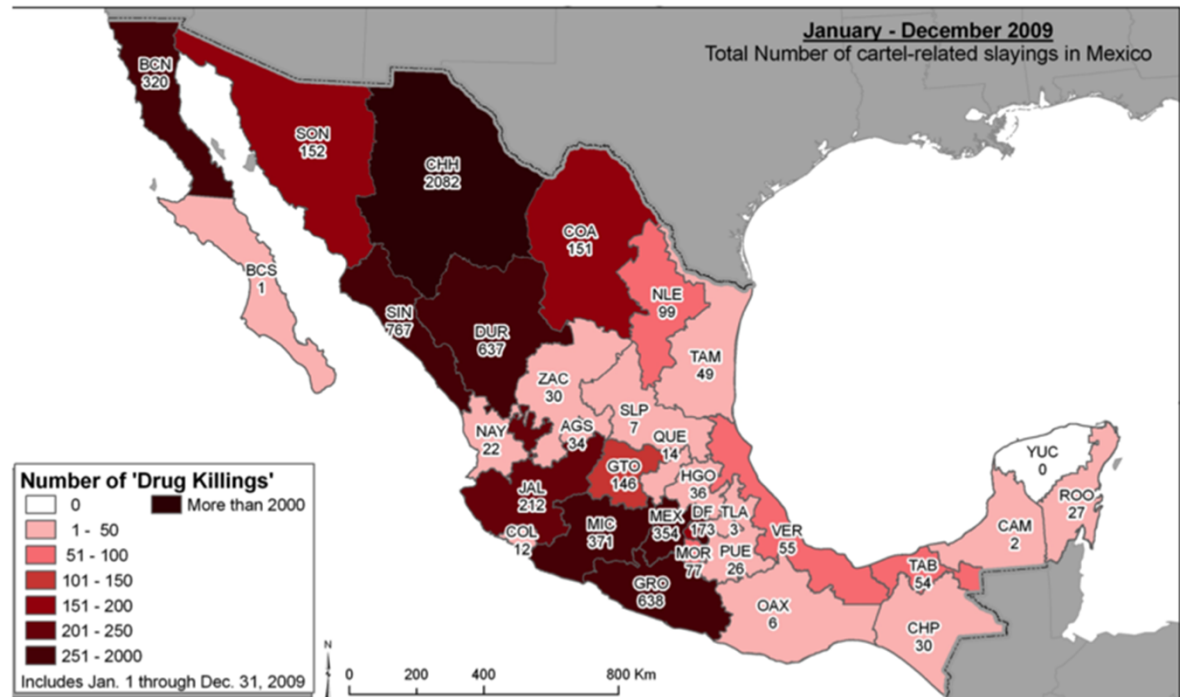 January - December 2009
Total Number of cartel-related slayings in Mexico
BCN
320
SON
152
CHH
2082
COA
151
BCS
1
NLE
99
SIN
767
DUR
637
TAM
49
ZAC
30
SLP
7
NAY
22
AGS
34
QUE
14
GTO
146
HGO
36
YUC
0
JAL
212
ROO
27
MEX
354
DF
173
TLA
3
MIC
371
VER
55
CAM
2
COL
12
MOR
77
PUE
26
TAB
54
GRO
638
OAX
6
CHP
30
Number of 'Drug Killings'
0
More than 2000
1 - 50
51 - 100
101 - 150
151 - 200
201 - 250
251 - 2000
Includes Jan. 1 through Dec. 31, 2009
N
0 200 400 800 Km